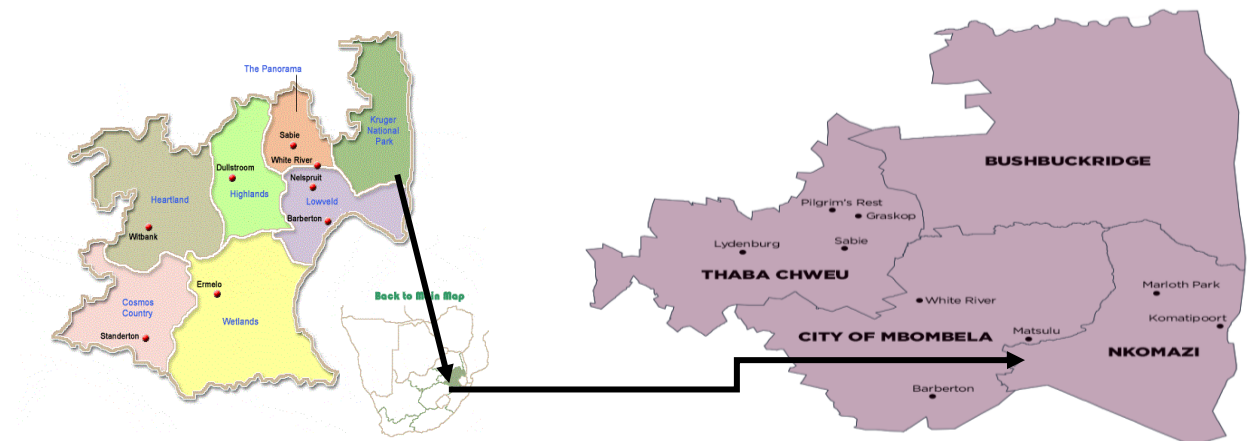 The Panorama
Kruger
National
Park
Sabie
White River
Dullstroom
Nelspruit
Highlands
Lowveld
Heartland
Barberton
Witbank
Ermelo
Back to Main Map
Cosmos
Country
Wetlands
Standerton
BUSHBUCKRIDGE
Pilgrim's Rest
Graskop
Lydenburg
Sabie
THABA CHWEU
Marloth Park
White River
Komatipoort
CITY OF MBOMBELA
Matsulu
NKOMAZI
Barberton